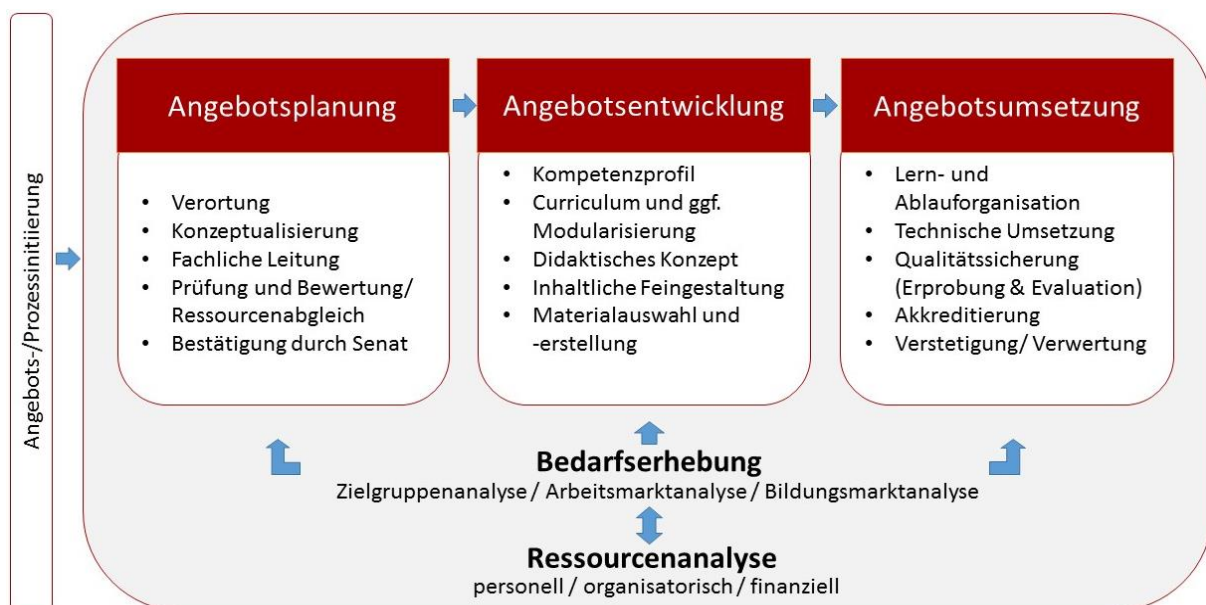 Angebots-/Prozessinitiierung
Angebotsplanung
• Verortung
• Konzeptualisierung
• Fachliche Leitung
• Prüfung und Bewertung/
Ressourcenabgleich
• Bestätigung durch Senat
Angebotsentwicklung
• Kompetenzprofil
• Curriculum und ggf.
Modularisierung
• Didaktisches Konzept
• Inhaltliche Feingestaltung
• Materialauswahl und
-erstellung
Angebotsumsetzung
• Lern- und
Ablauforganisation
• Technische Umsetzung
• Qualitätssicherung
(Erprobung & Evaluation)
• Akkreditierung
• Verstetigung/ Verwertung
Bedarfserhebung
Zielgruppenanalyse / Arbeitsmarktanalyse / Bildungsmarktanalyse
Ressourcenanalyse
personell / organisatorisch / finanziell